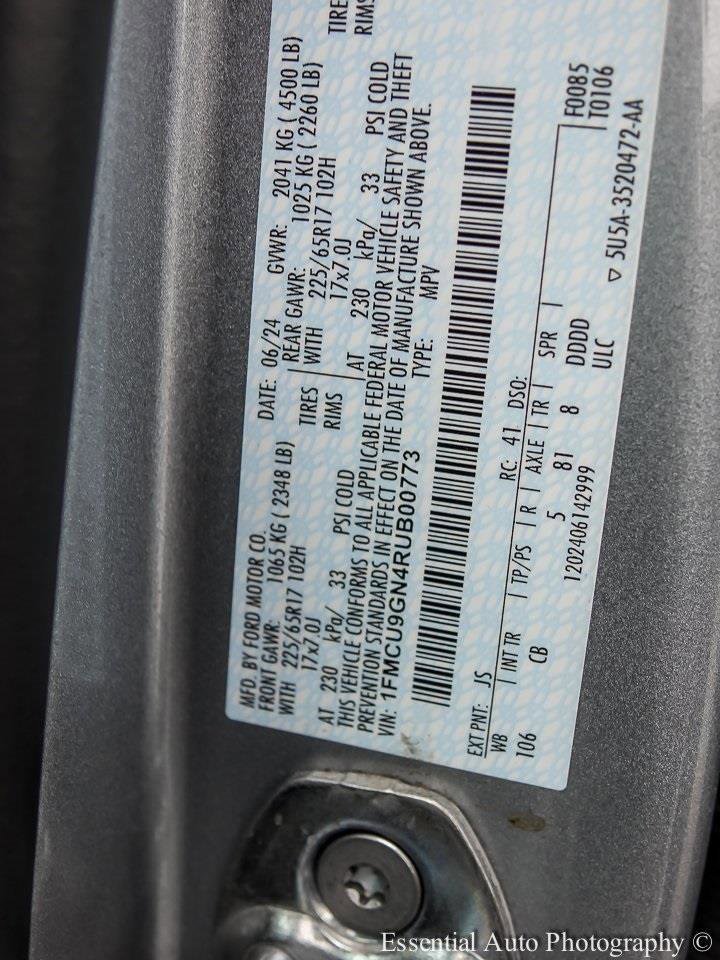 MFD. BY FORD MOTOR CO. DATE: 06/24 GVWR: 2041 KG ( 4500 LB)
FRONT GAWR: 1065 KG ( 2348 LB) REAR GAWR: 1025 KG ( 2260 LB)
WITH 225/65R17 102H TIRES WITH 225/65R17 102H TIRE
17x7.0J RIMS 17x7.0J RIMS
AT 230 kPa/ 33 PSI COLD AT 230 kPa/ 33 PSI COLD
THIS VEHICLE CONFORMS TO ALL APPLICABLE FEDERAL MOTOR VEHICLE SAFETY AND THEFT
PREVENTION STANDARDS IN EFFECT ON THE DATE OF MANUFACTURE SHOWN ABOVE.
VIN: 1FMCU9GN4RUB00773 TYPE: MPV
EXT PNT: JS RC: 41 DSO: F0085
WB | INT TR | TP/PS | R | AXLE | TR | SPR | T0106
106 CB 5 81 8 DDDD
1202406142999 ULC ▽ 5U5A-3520472-AA
Essential Auto Photography ©